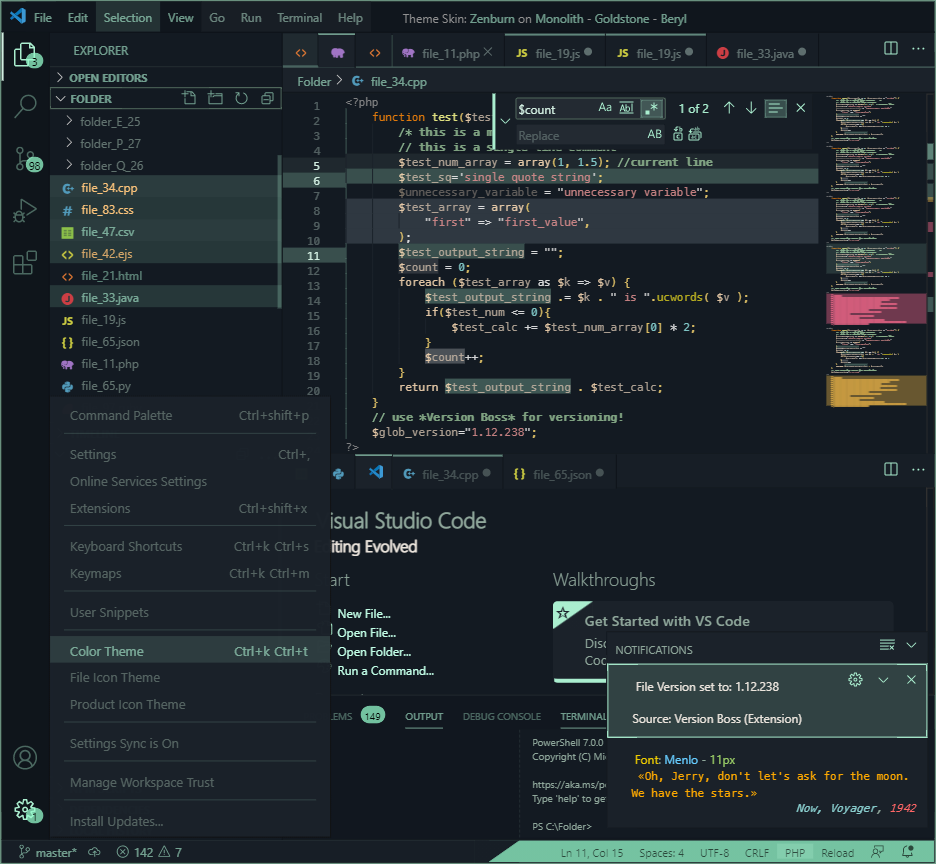 File Edit Selection View Go Run Terminal Help Theme Skin: Zenburn on Monolith - Goldstone - Beryl
EXPLORER
3
OPEN EDITORS
FOLDER
folder_E_25
folder_P_27
folder_Q_26
98
file_34.cpp
file_83.css
file_47.csv
file_42.ejs
file_21.html
file_33.java
file_19.js
file_65.json
file_11.php
file_65.py
Command Palette Ctrl+shift+p
Settings Ctrl+,
Online Services Settings
Extensions Ctrl+shift+x
Keyboard Shortcuts Ctrl+k Ctrl+s
Keymaps Ctrl+k Ctrl+m
User Snippets
Color Theme Ctrl+k Ctrl+t
File Icon Theme
Product Icon Theme
Settings Sync is On
Manage Workspace Trust
Install Updates...
1
file_11.php JS file_19.js JS file_19.js file_33.java
Folder > file_34.cpp
$count Aa Abl .* 1 of 2
Replace AB
1 <?php
2 function test($tes
3 /* this is a m
4 // this is a
5 $test_num_array = array(1, 1.5); //current line
6 $test_sq='single quote string';
7 $unnecessary_variable = "unnecessary variable";
8 $test_array = array(
9 "first" => "first_value",
10 );
11 $test_output_string = "";
12 $count = 0;
13 foreach ($test_array as $k => $v) {
14 $test_output_string .= $k . " is ".ucwords( $v );
15 if($test_num <= 0){
16 $test_calc += $test_num_array[0] * 2;
17 }
18 $count++;
19 }
20 return $test_output_string . $test_calc;
}
// use *Version Boss* for versioning!
$glob_version="1.12.238";
?>
file_34.cpp file_65.json
isual Studio Code
iting Evolved
art
New File...
Open File...
Open Folder...
Run a Command...
Walkthroughs
Get Started with VS Code
Disc
Coo
NOTIFICATIONS
File Version set to: 1.12.238
Source: Version Boss (Extension)
Font: Menlo - 11px
«Oh, Jerry, don't let's ask for the moon.
We have the stars.»
Now, Voyager, 1942
LEMS 149 OUTPUT DEBUG CONSOLE TERMINAL
PowerShell 7.0.0
Copyright (C) Mi
https://aka.ms/p
Type 'help' to ge
PS C:\Folder>
master* 142 7 Ln 11, Col 15 Spaces: 4 UTF-8 CRLF PHP Reload